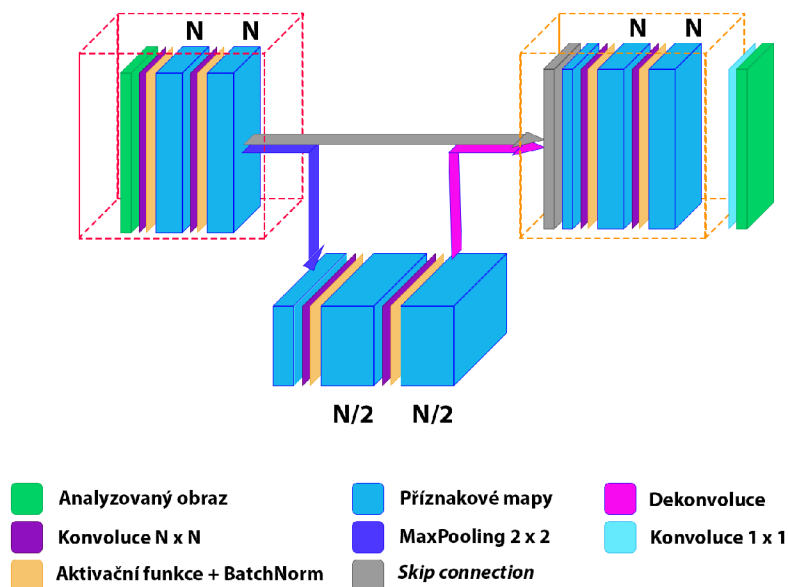 N N
N N
N/2 N/2
Analyzovaný obraz
Příznakové mapy
Dekonvoluce
Konvoluce N x N
MaxPooling 2 x 2
Konvoluce 1 x 1
Aktivační funkce + BatchNorm
Skip connection